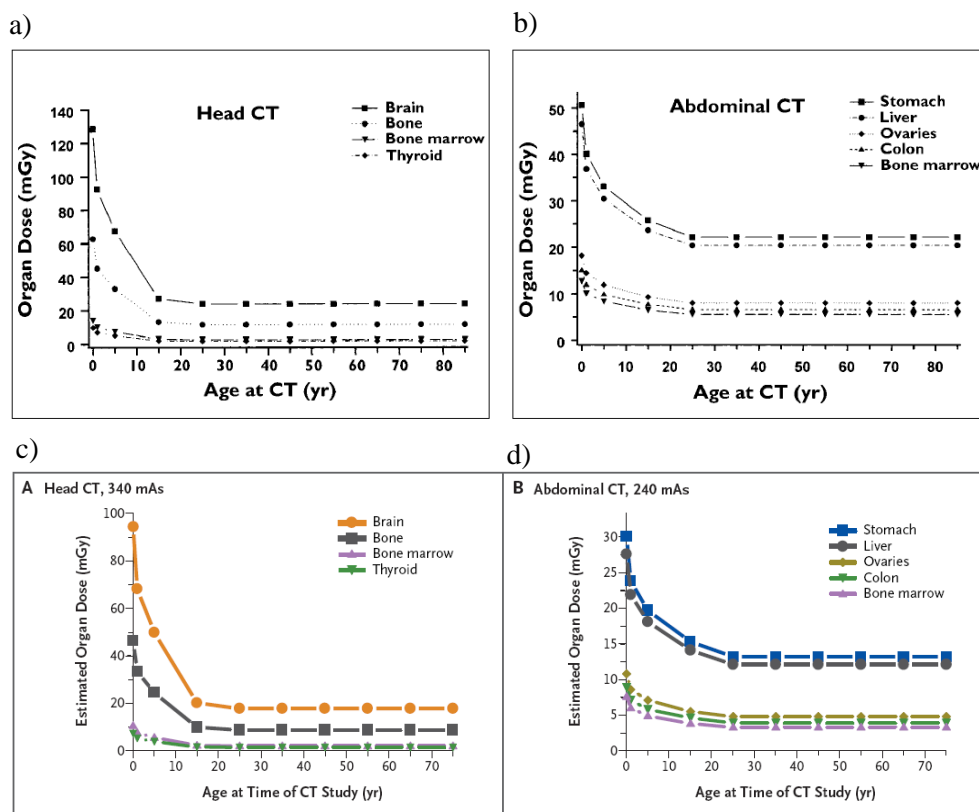 a)
Head CT
Brain
Bone
Bone marrow
Thyroid
Organ Dose (mGy)
140
120
100
80
60
40
20
0
0 10 20 30 40 50 60 70 80
Age at CT (yr)
b)
Abdominal CT
Stomach
Liver
Ovaries
Colon
Bone marrow
Organ Dose (mGy)
50
40
30
20
10
0
0 10 20 30 40 50 60 70 80
Age at CT (yr)
c)
A Head CT, 340 mAs
Brain
Bone
Bone marrow
Thyroid
Estimated Organ Dose (mGy)
100
80
60
40
20
0
0 10 20 30 40 50 60 70
Age at Time of CT Study (yr)
d)
B Abdominal CT, 240 mAs
Stomach
Liver
Ovaries
Colon
Bone marrow
Estimated Organ Dose (mGy)
30
25
20
15
10
5
0
0 10 20 30 40 50 60 70
Age at Time of CT Study (yr)